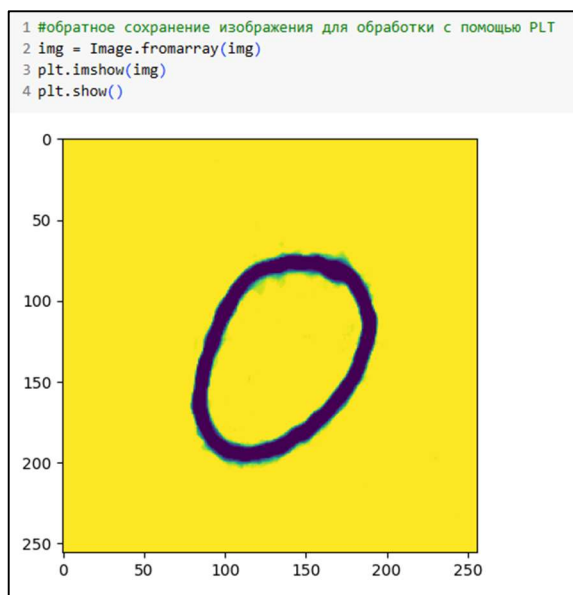 1 #обратное сохранение изображения для обработки с помощью PLT
2 img = Image.fromarray(img)
3 plt.imshow(img)
4 plt.show()
0
50
100
150
200
250
0 50 100 150 200 250